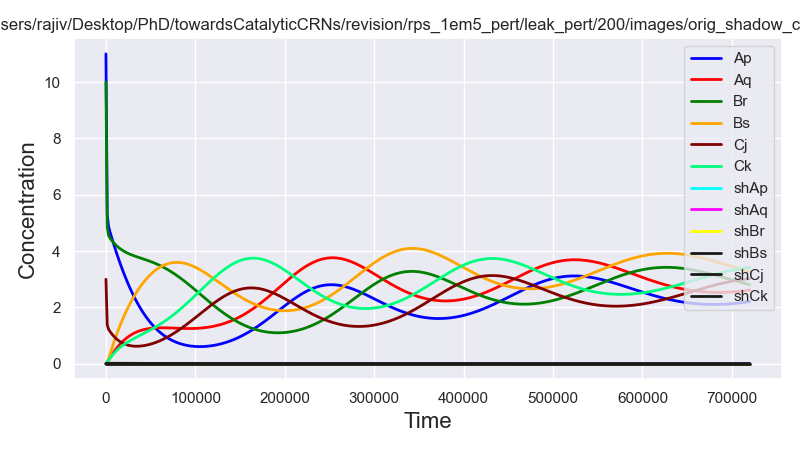 sers/rajiv/Desktop/PhD/towardsCatalyticCRNs/revision/rps_1em5_pert/leak_pert/200/images/orig_shadow_c
Concentration
10
8
6
4
2
0
0
100000
200000
300000
400000
500000
600000
700000
Time
Ap
Aq
Br
Bs
Cj
Ck
shAp
shAq
shBr
shBs
shCj
shCk